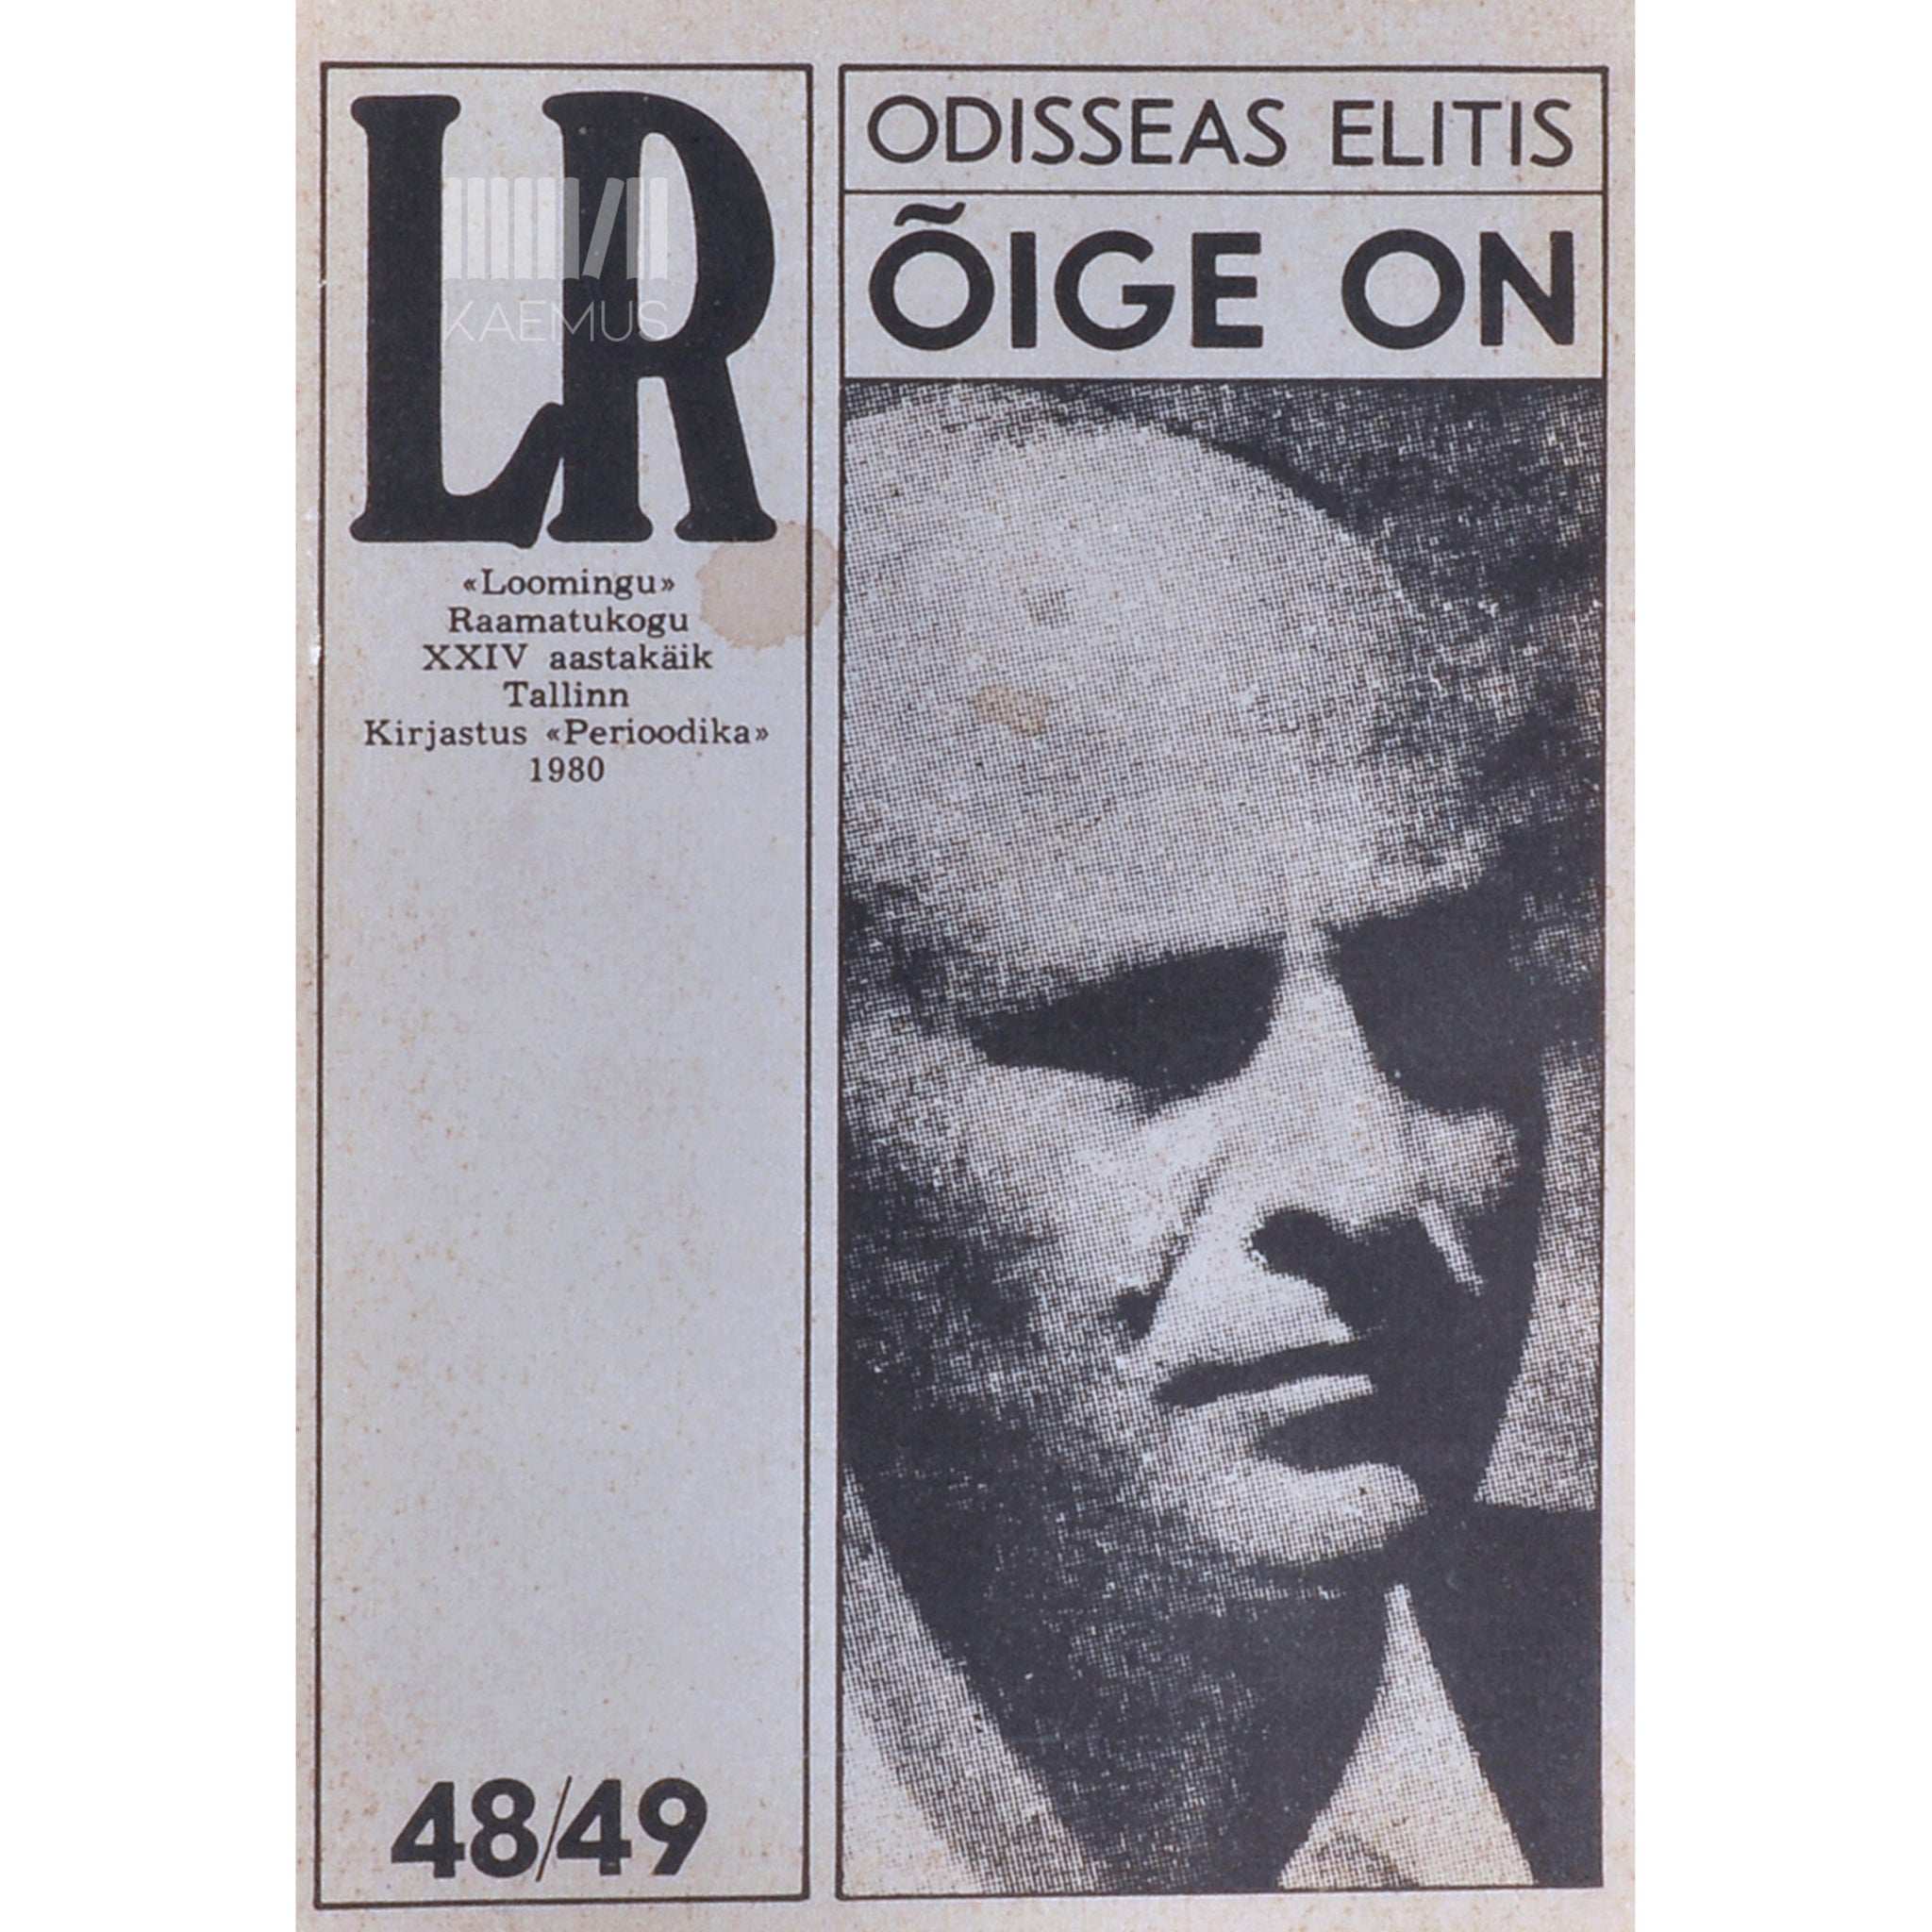 LR
KAEMUS
«Loomingu»
Raamatukogu
XXIV aastakäik
Tallinn
Kirjastus «Perioodika»
1980
48/49
ODISSEAS ELITIS
ÕIGE ON